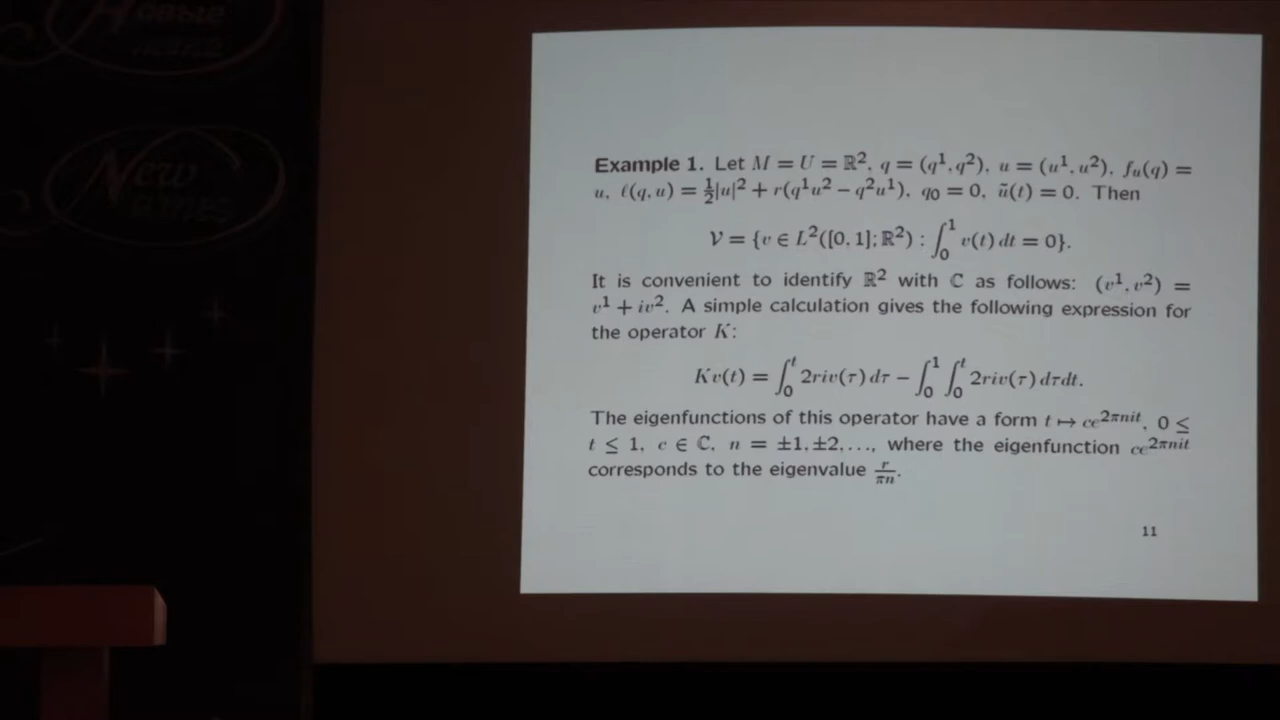 Новые
New
Example 1. Let M = U = ℝ², q = (q¹, q²), u = (u¹, u²), f_u(q) =
u, ℓ(q, u) = ½|u|² + r(q¹u² − q²u¹), q₀ = 0, ũ(t) = 0. Then
𝒱 = {v ∈ L²([0, 1]; ℝ²) : ∫₀¹ v(t) dt = 0}.
It is convenient to identify ℝ² with ℂ as follows: (v¹, v²) =
v¹ + iv². A simple calculation gives the following expression for
the operator K:
Kv(t) = ∫₀ᵗ 2riv(τ) dτ − ∫₀¹ ∫₀ᵗ 2riv(τ) dτdt.
The eigenfunctions of this operator have a form t ↦ ce^{2πnit}, 0 ≤
t ≤ 1, c ∈ ℂ, n = ±1, ±2, …, where the eigenfunction ce^{2πnit}
corresponds to the eigenvalue r/πn.
11